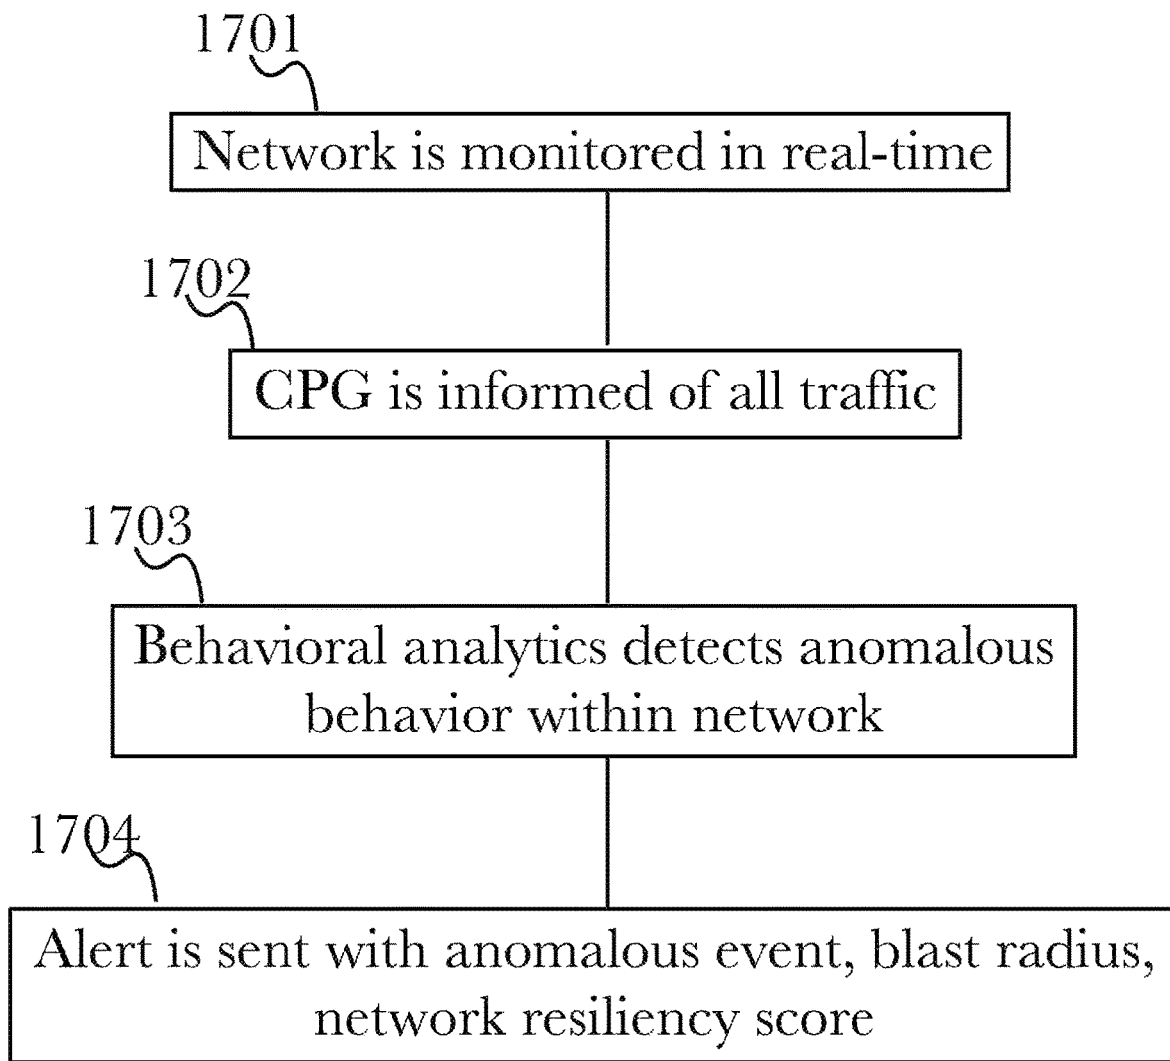 1701
Network is monitored in real-time
1702
CPG is informed of all traffic
1703
Behavioral analytics detects anomalous
behavior within network
1704
Alert is sent with anomalous event, blast radius,
network resiliency score